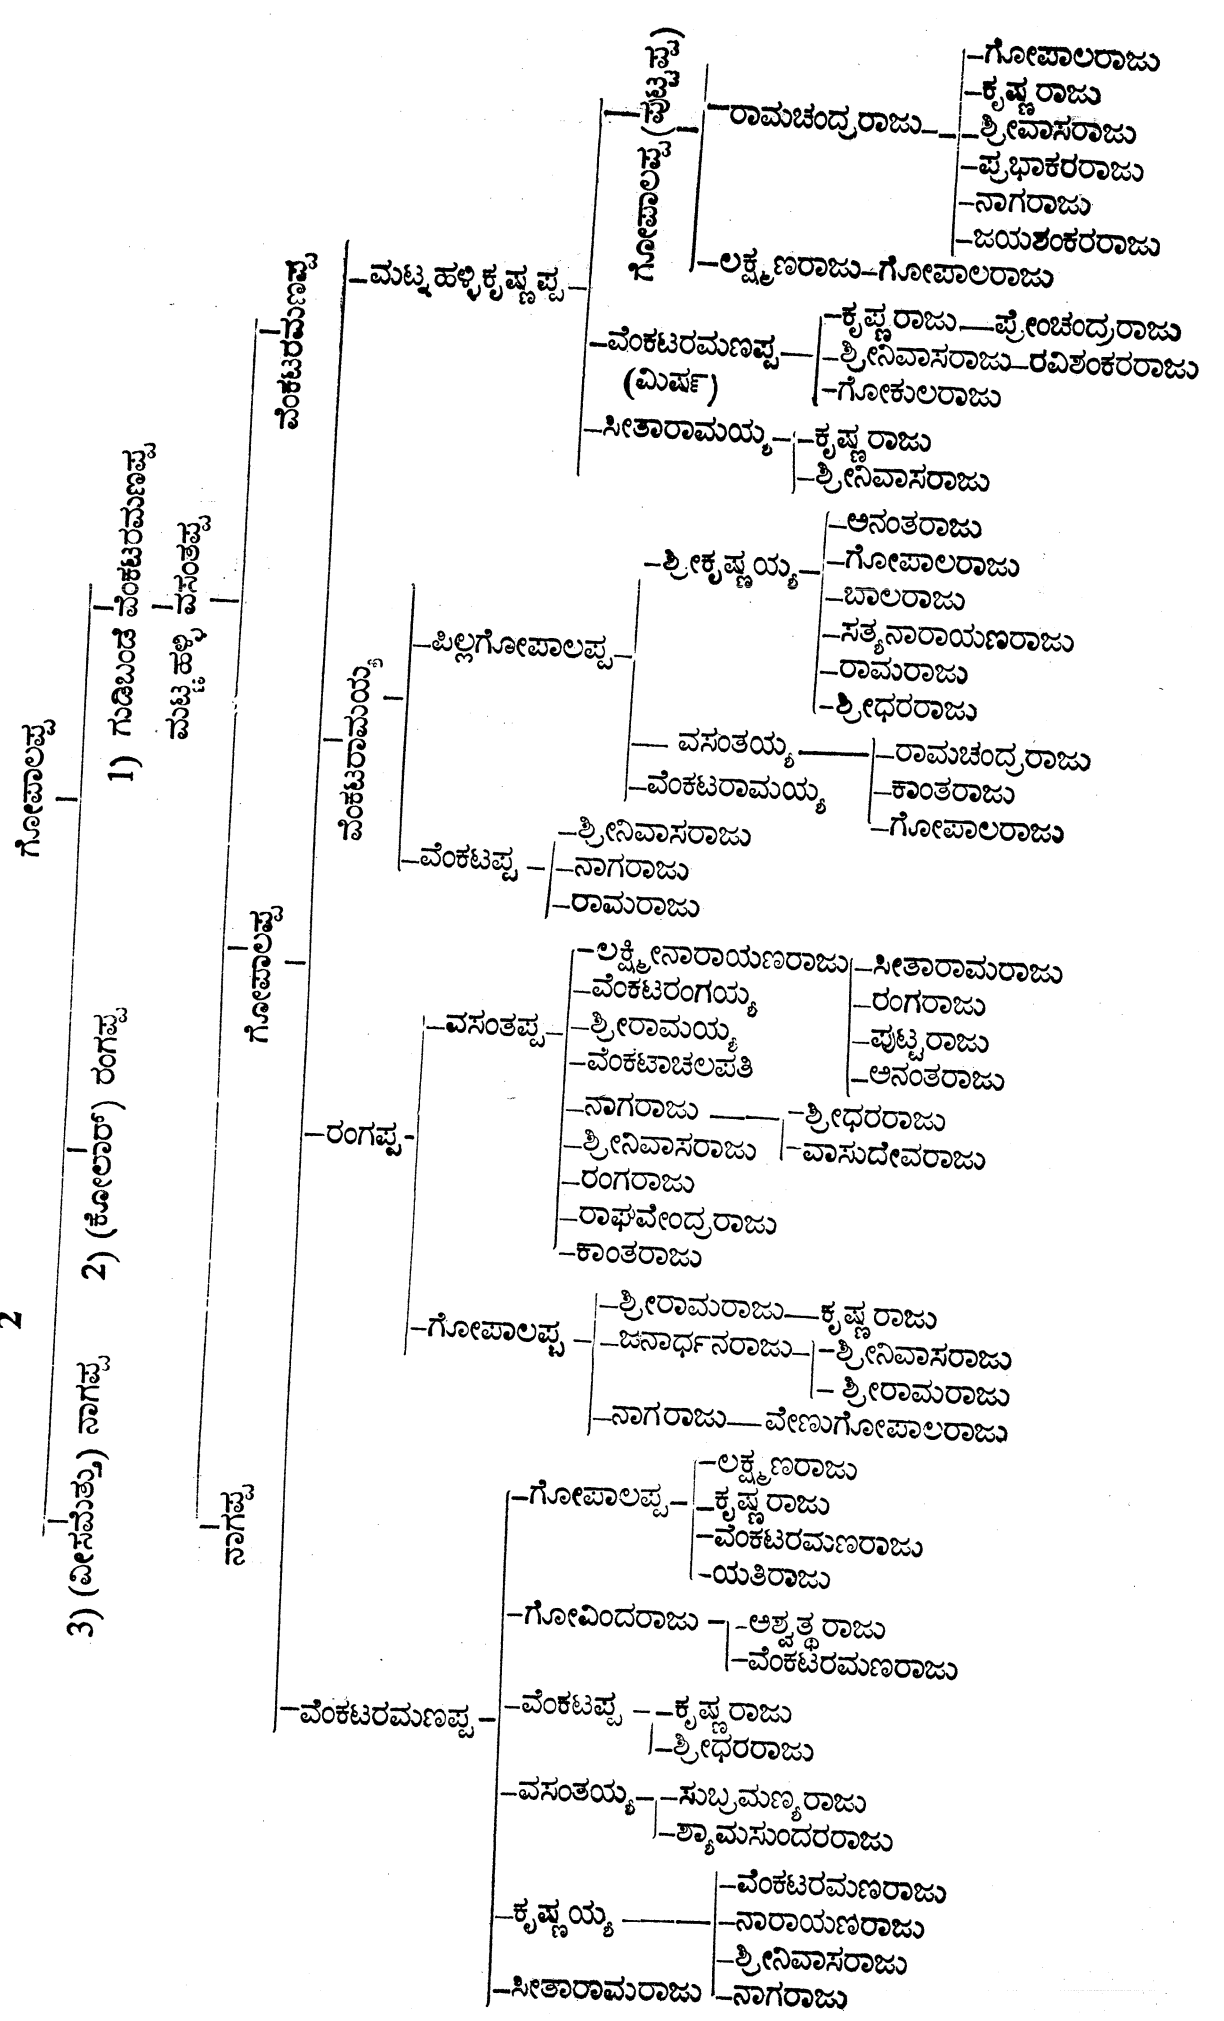 2
ಗೋಪಾಲಪ್ಪ
1) ಗುಡಿಬಂಡೆ ವೆಂಕಟರಮಣಪ್ಪ
2) (ಕೋಲಾರ್) ರಂಗಪ್ಪ
3) (ವೀಸಮೆತ್ತು) ನಾಗಪ್ಪ
ಮಟ್ನಹಳ್ಳಿ ವಸಂತಪ್ಪ
ವೆಂಕಟರಮಣಪ್ಪ
ಗೋಪಾಲಪ್ಪ
ನಾಗಪ್ಪ
ಮಟ್ನಹಳ್ಳಿಕೃಷ್ಣಪ್ಪ
ಗೋಪಾಲಪ್ಪ (ಪುಟ್ಟಪ್ಪ)
ರಾಮಚಂದ್ರರಾಜು
ಗೋಪಾಲರಾಜು
ಕೃಷ್ಣರಾಜು
ಶ್ರೀವಾಸರಾಜು
ಪ್ರಭಾಕರರಾಜು
ನಾಗರಾಜು
ಜಯಶಂಕರರಾಜು
ಲಕ್ಷ್ಮಣರಾಜು–ಗೋಪಾಲರಾಜು
ವೆಂಕಟರಮಣಪ್ಪ
(ಮಿರ್ಷ)
ಕೃಷ್ಣರಾಜು—ಪ್ರೇಂಚಂದ್ರರಾಜು
ಶ್ರೀನಿವಾಸರಾಜು–ರವಿಶಂಕರರಾಜು
ಗೋಕುಲರಾಜು
ಸೀತಾರಾಮಯ್ಯ
ಕೃಷ್ಣರಾಜು
ಶ್ರೀನಿವಾಸರಾಜು
ವೆಂಕಟರಾಮಯ್ಯ
ಪಿಲ್ಲಗೋಪಾಲಪ್ಪ
ಶ್ರೀಕೃಷ್ಣಯ್ಯ
ಅನಂತರಾಜು
ಗೋಪಾಲರಾಜು
ಬಾಲರಾಜು
ಸತ್ಯನಾರಾಯಣರಾಜು
ರಾಮರಾಜು
ಶ್ರೀಧರರಾಜು
ವಸಂತಯ್ಯ
ರಾಮಚಂದ್ರರಾಜು
ಕಾಂತರಾಜು
ಗೋಪಾಲರಾಜು
ವೆಂಕಟರಾಮಯ್ಯ
ವೆಂಕಟಪ್ಪ
ಶ್ರೀನಿವಾಸರಾಜು
ನಾಗರಾಜು
ರಾಮರಾಜು
ರಂಗಪ್ಪ
ವಸಂತಪ್ಪ
ಲಕ್ಷ್ಮೀನಾರಾಯಣರಾಜು
ಸೀತಾರಾಮರಾಜು
ರಂಗರಾಜು
ಪುಟ್ಟರಾಜು
ಅನಂತರಾಜು
ವೆಂಕಟರಂಗಯ್ಯ
ಶ್ರೀರಾಮಯ್ಯ
ವೆಂಕಟಾಚಲಪತಿ
ನಾಗರಾಜು
ಶ್ರೀಧರರಾಜು
ವಾಸುದೇವರಾಜು
ಶ್ರೀನಿವಾಸರಾಜು
ರಂಗರಾಜು
ರಾಘವೇಂದ್ರರಾಜು
ಕಾಂತರಾಜು
ಗೋಪಾಲಪ್ಪ
ಶ್ರೀರಾಮರಾಜು—ಕೃಷ್ಣರಾಜು
ಜನಾರ್ಧನರಾಜು
ಶ್ರೀನಿವಾಸರಾಜು
ಶ್ರೀರಾಮರಾಜು
ನಾಗರಾಜು—ವೇಣುಗೋಪಾಲರಾಜು
ವೆಂಕಟರಮಣಪ್ಪ
ಗೋಪಾಲಪ್ಪ
ಲಕ್ಷ್ಮಣರಾಜು
ಕೃಷ್ಣರಾಜು
ವೆಂಕಟರಮಣರಾಜು
ಯತಿರಾಜು
ಗೋವಿಂದರಾಜು
ಅಶ್ವತ್ಥರಾಜು
ವೆಂಕಟರಮಣರಾಜು
ವೆಂಕಟಪ್ಪ
ಕೃಷ್ಣರಾಜು
ಶ್ರೀಧರರಾಜು
ವಸಂತಯ್ಯ
ಸುಬ್ರಮಣ್ಯರಾಜು
ಶ್ಯಾಮಸುಂದರರಾಜು
ಕೃಷ್ಣಯ್ಯ
ವೆಂಕಟರಮಣರಾಜು
ನಾರಾಯಣರಾಜು
ಶ್ರೀನಿವಾಸರಾಜು
ನಾಗರಾಜು
ಸೀತಾರಾಮರಾಜು